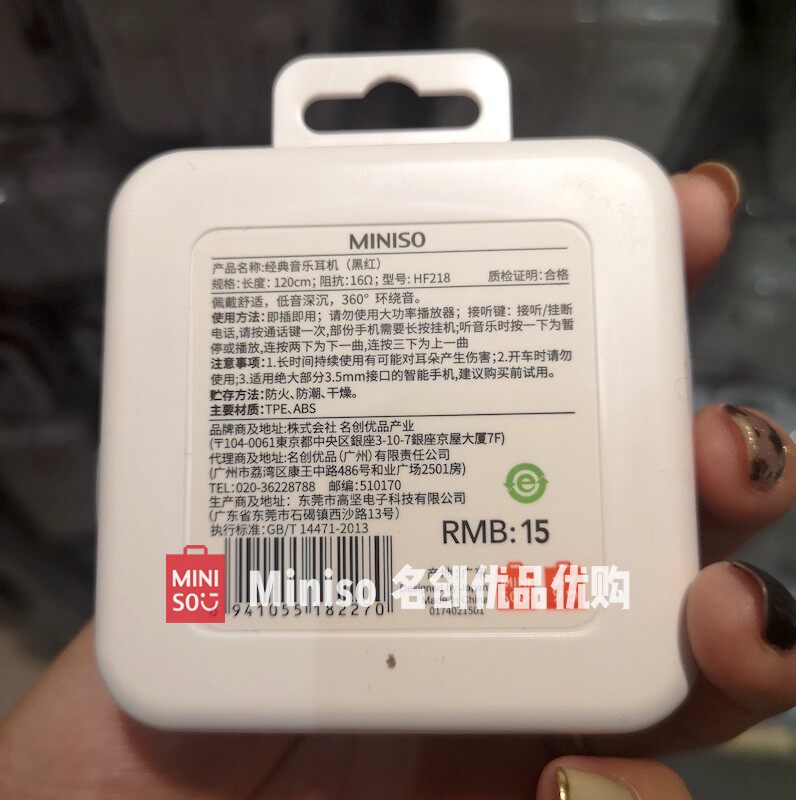 MINISO
产品名称:经典音乐耳机（黑红）
规格:长度: 120cm; 阻抗:16Ω; 型号: HF218 质检证明:合格
佩戴舒适，低音深沉，360° 环绕音。
使用方法:即插即用；请勿使用大功率播放器；接听键：接听/挂断
电话,请按通话键一次,部份手机需要长按挂机;听音乐时按一下为暂
停或播放,连按两下为下一曲,连按三下为上一曲
注意事项:1.长时间持续使用有可能对耳朵产生伤害;2.开车时请勿
使用;3.适用绝大部分3.5mm接口的智能手机,建议购买前试用。
贮存方法:防火、防潮、干燥。
主要材质:TPE、ABS
品牌商及地址:株式会社 名创优品产业
(〒104-0061東京都中央区銀座3-10-7銀座京屋大厦7F)
代理商及地址:名创优品（广州）有限责任公司
(广州市荔湾区康王中路486号和业广场2501房)
TEL:020-36228788 邮编:510170
生产商及地址：东莞市高坚电子科技有限公司
(广东省东莞市石碣镇西沙路13号)
执行标准:GB/T 14471-2013
RMB: 15
MINI
SO
Miniso 名创优品优购
941055 182270
Made in China
0174021501